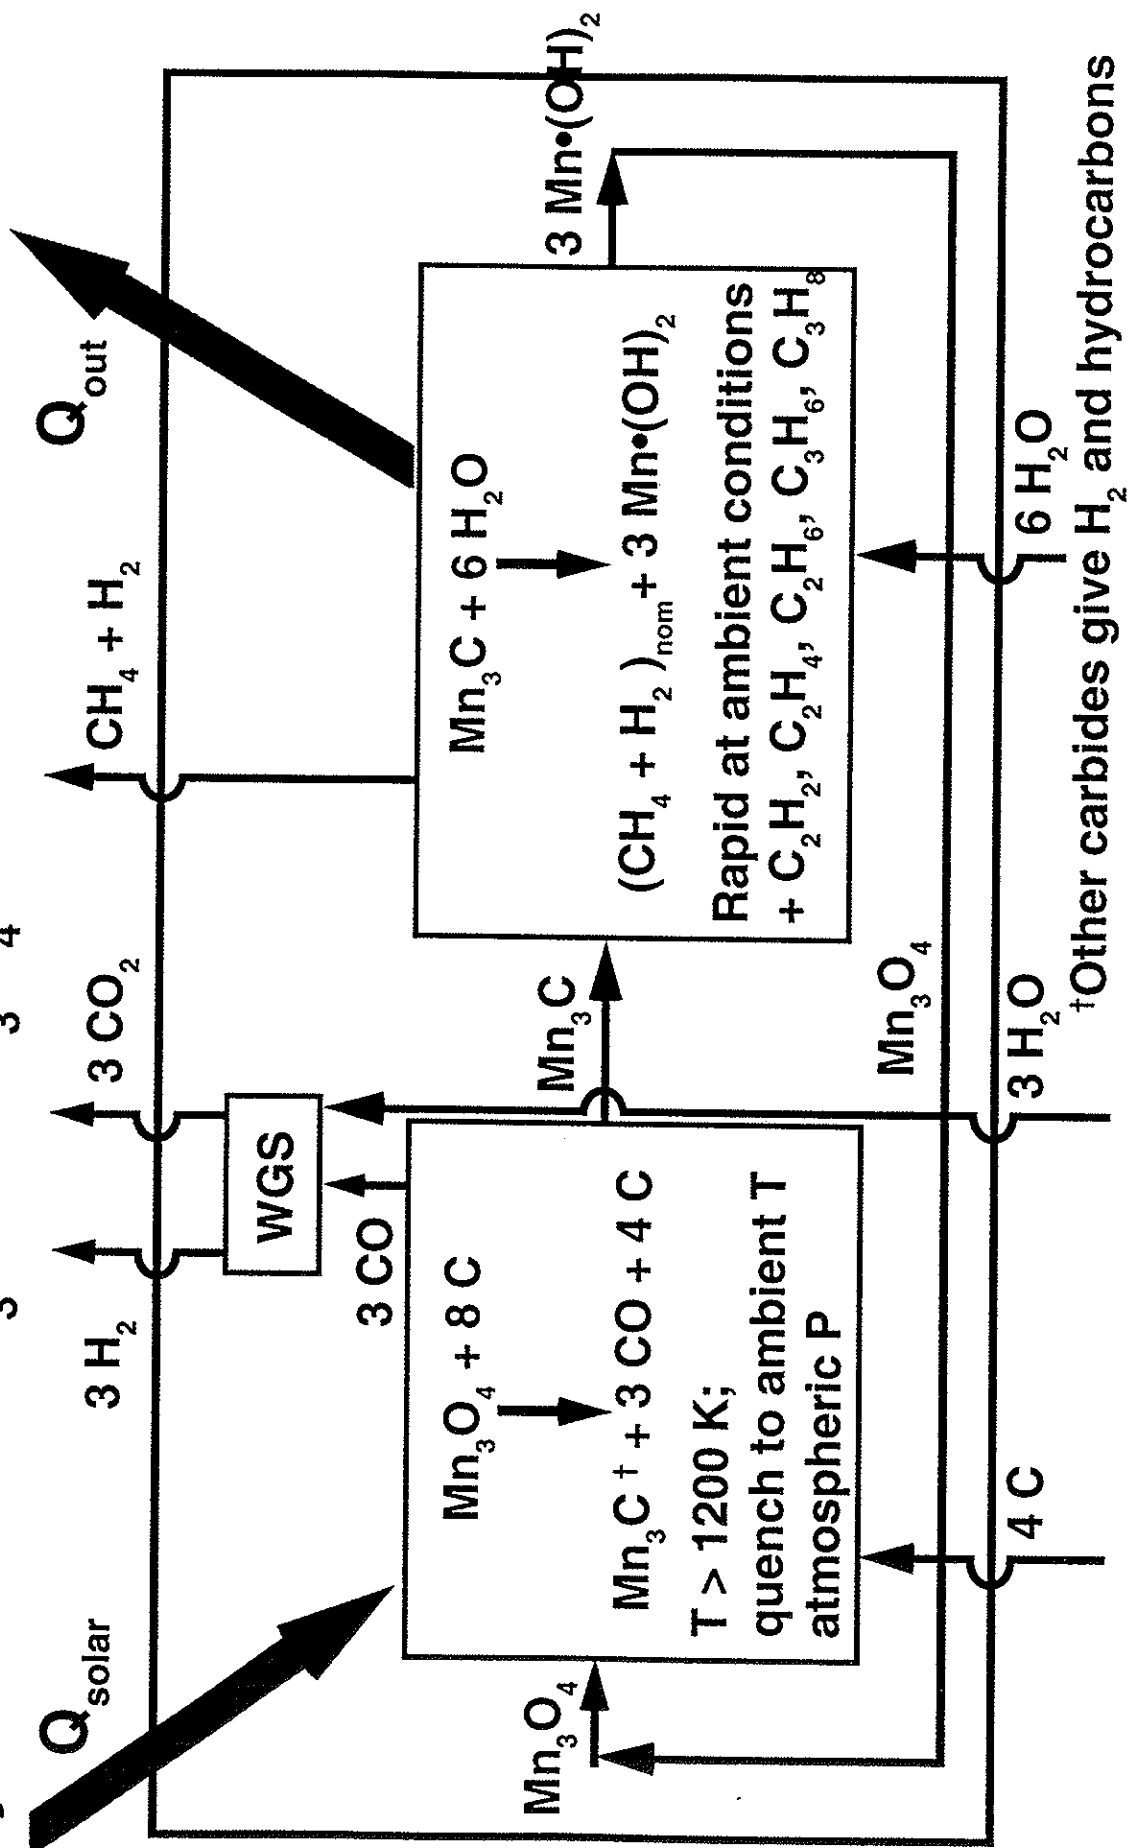 Q solar
Q out
3 H₂
3 CO₂
CH₄ + H₂
WGS
3 CO
Mn₃O₄ + 8 C
Mn₃C † + 3 CO + 4 C
T > 1200 K;
quench to ambient T
atmospheric P
Mn₃O₄
Mn₃C
Mn₃C + 6 H₂O
(CH₄ + H₂)nom + 3 Mn•(OH)₂
Rapid at ambient conditions
+ C₂H₂, C₂H₄, C₂H₆, C₃H₆, C₃H₈
3 Mn•(OH)₂
Mn₃O₄
4 C
3 H₂O
6 H₂O
†Other carbides give H₂ and hydrocarbons